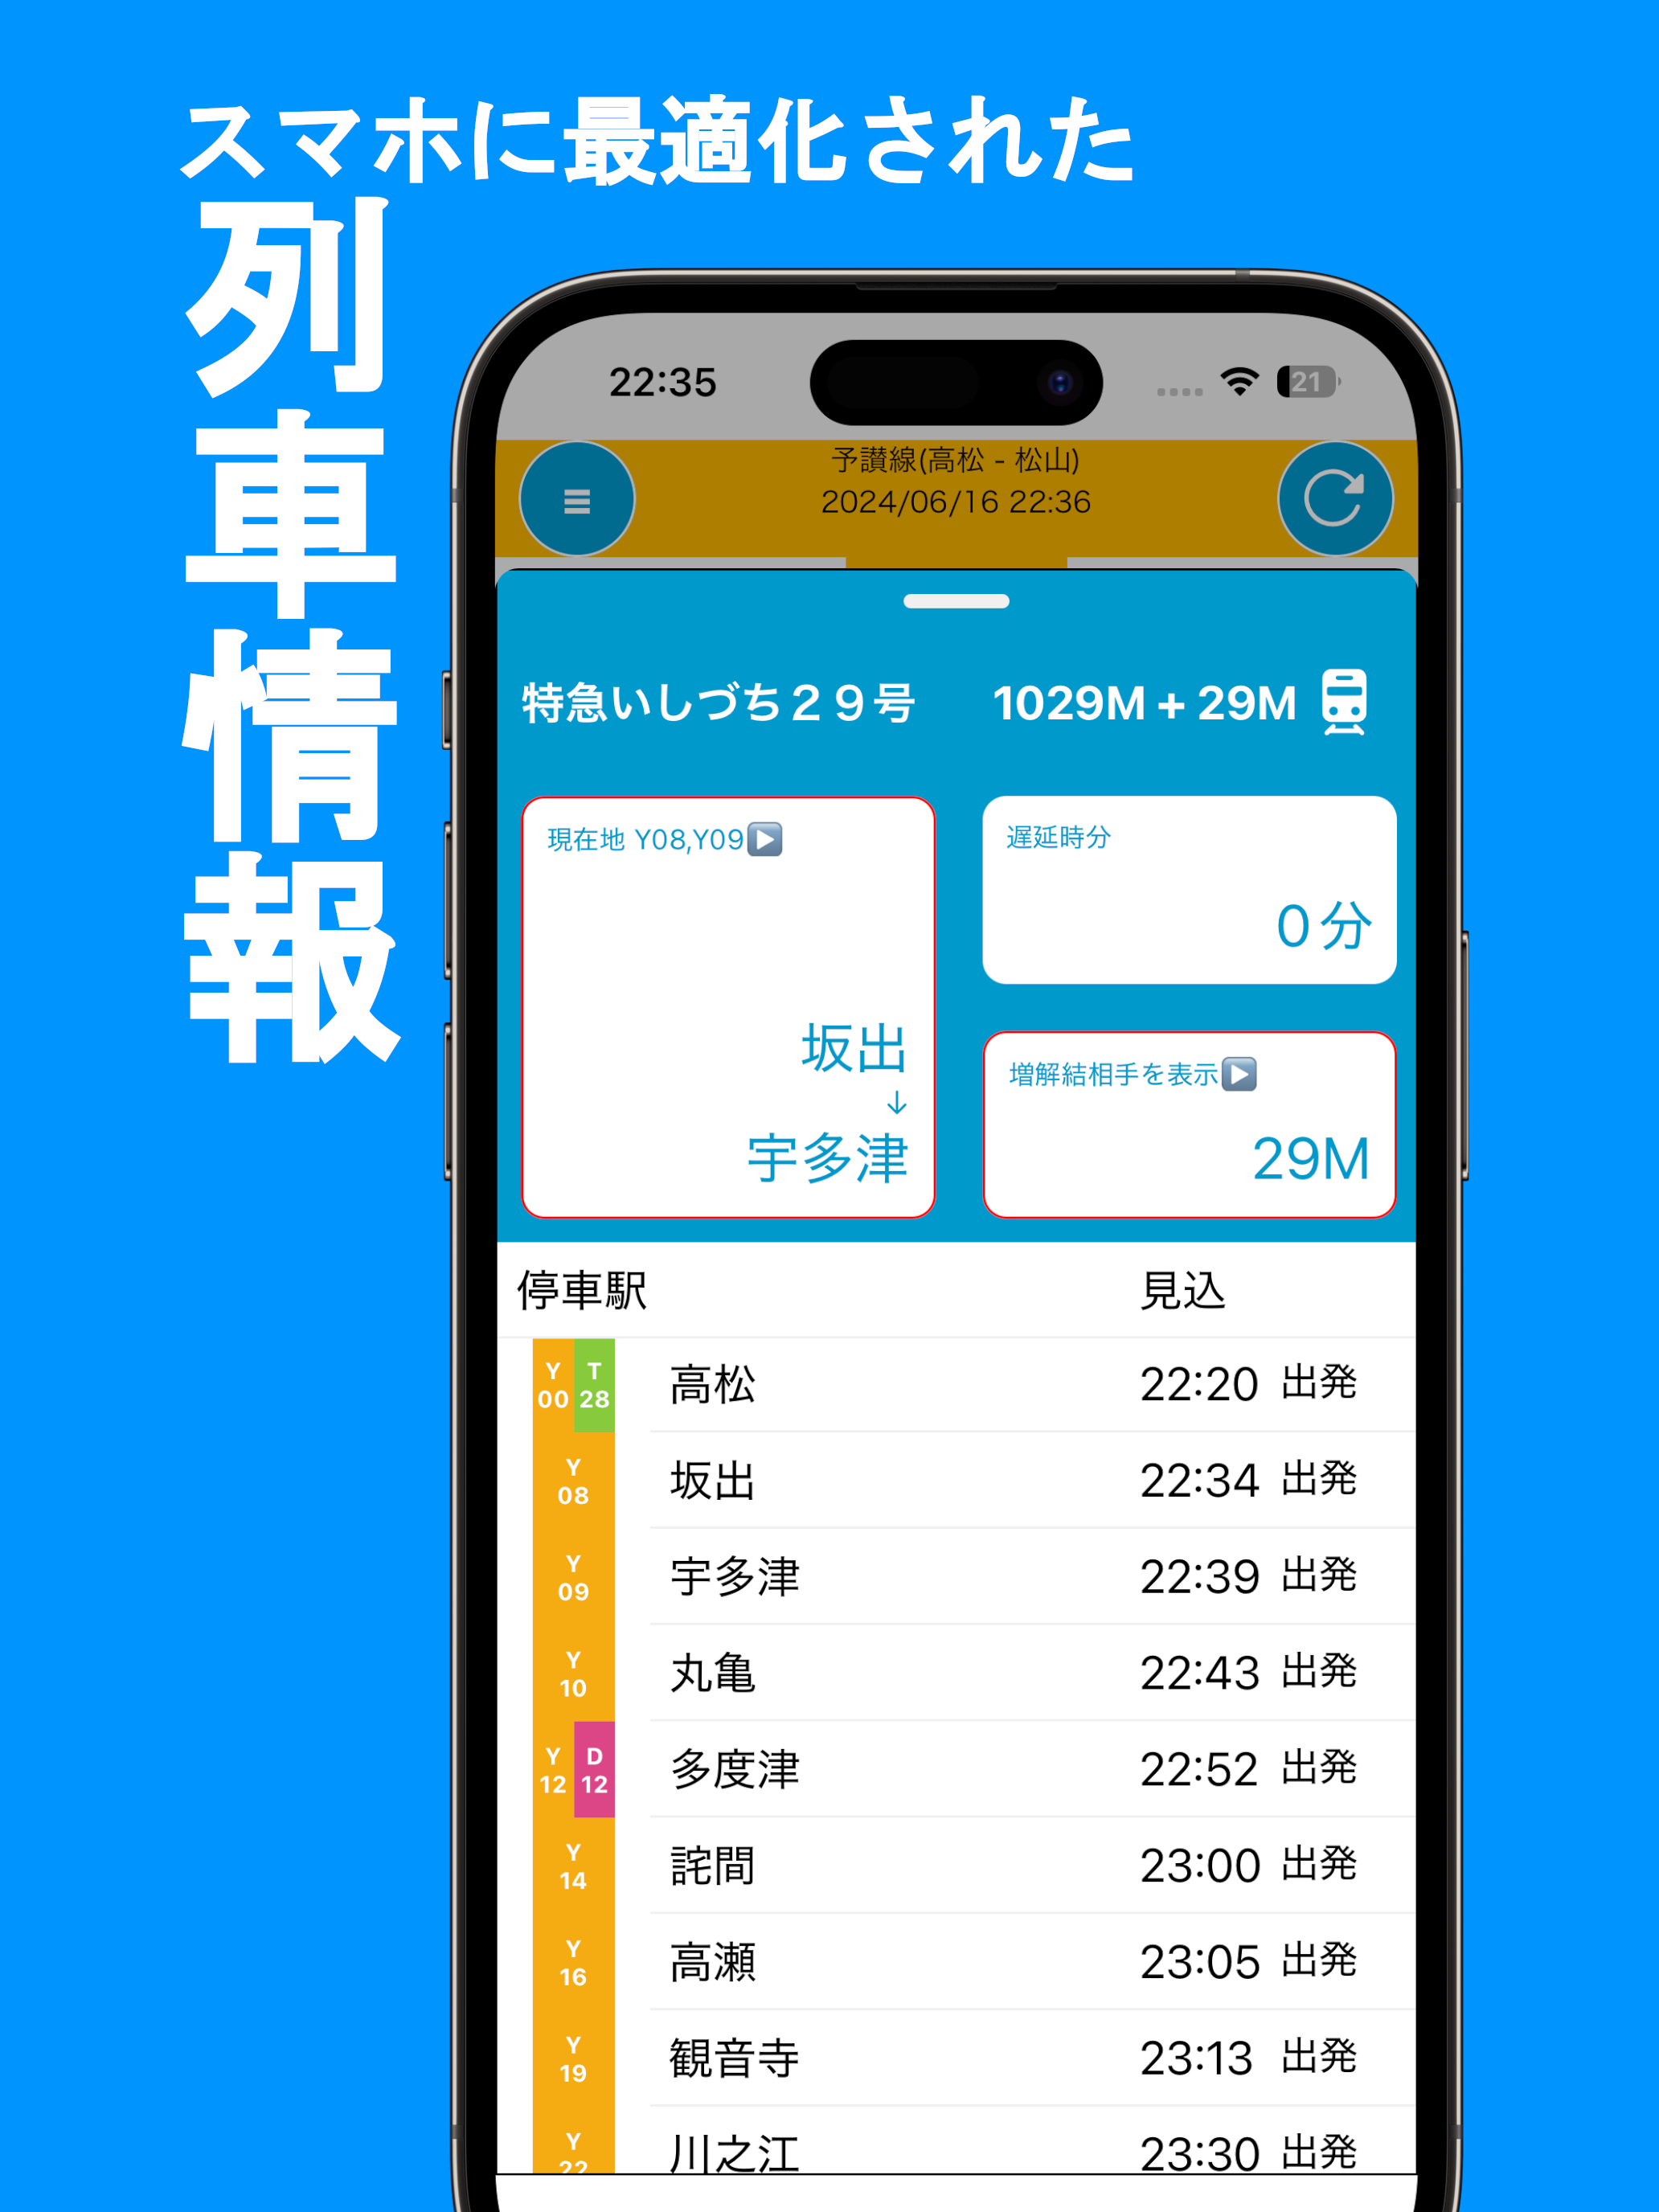 スマホに最適化された
列車情報
22:35
21
予讃線(高松 - 松山)
2024/06/16 22:36
特急いしづち２９号 1029M + 29M
現在地 Y08,Y09
坂出
↓
宇多津
遅延時分
0 分
増解結相手を表示
29M
停車駅 見込
Y 00 T 28 高松 22:20 出発
Y 08 坂出 22:34 出発
Y 09 宇多津 22:39 出発
Y 10 丸亀 22:43 出発
Y 12 D 12 多度津 22:52 出発
Y 14 詫間 23:00 出発
Y 16 高瀬 23:05 出発
Y 19 観音寺 23:13 出発
Y 22 川之江 23:30 出発